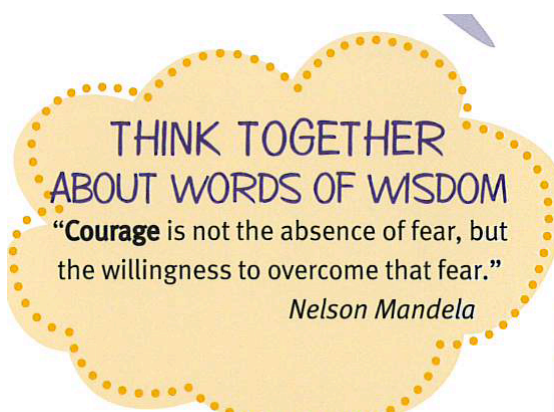 THINK TOGETHER
ABOUT WORDS OF WISDOM
“Courage is not the absence of fear, but
the willingness to overcome that fear.”
Nelson Mandela